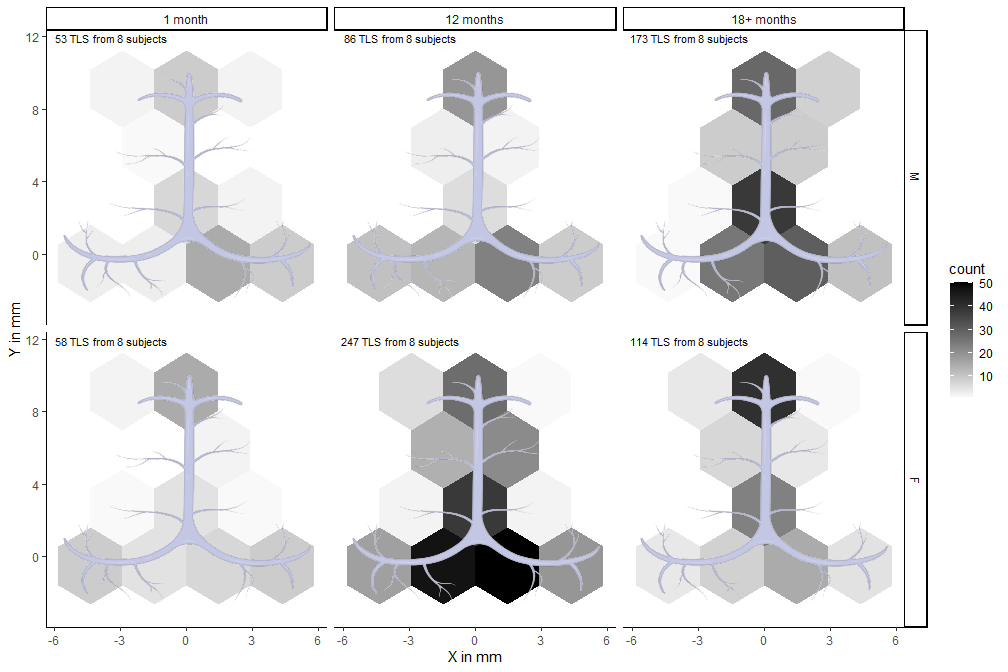 1 month 12 months 18+ months
53 TLS from 8 subjects 86 TLS from 8 subjects 173 TLS from 8 subjects
12
8
4
0
M
58 TLS from 8 subjects 247 TLS from 8 subjects 114 TLS from 8 subjects
12
8
4
0
F
Y in mm
-6 -3 0 3 6 -6 -3 0 3 6 -6 -3 0 3 6
X in mm
count
50
40
30
20
10